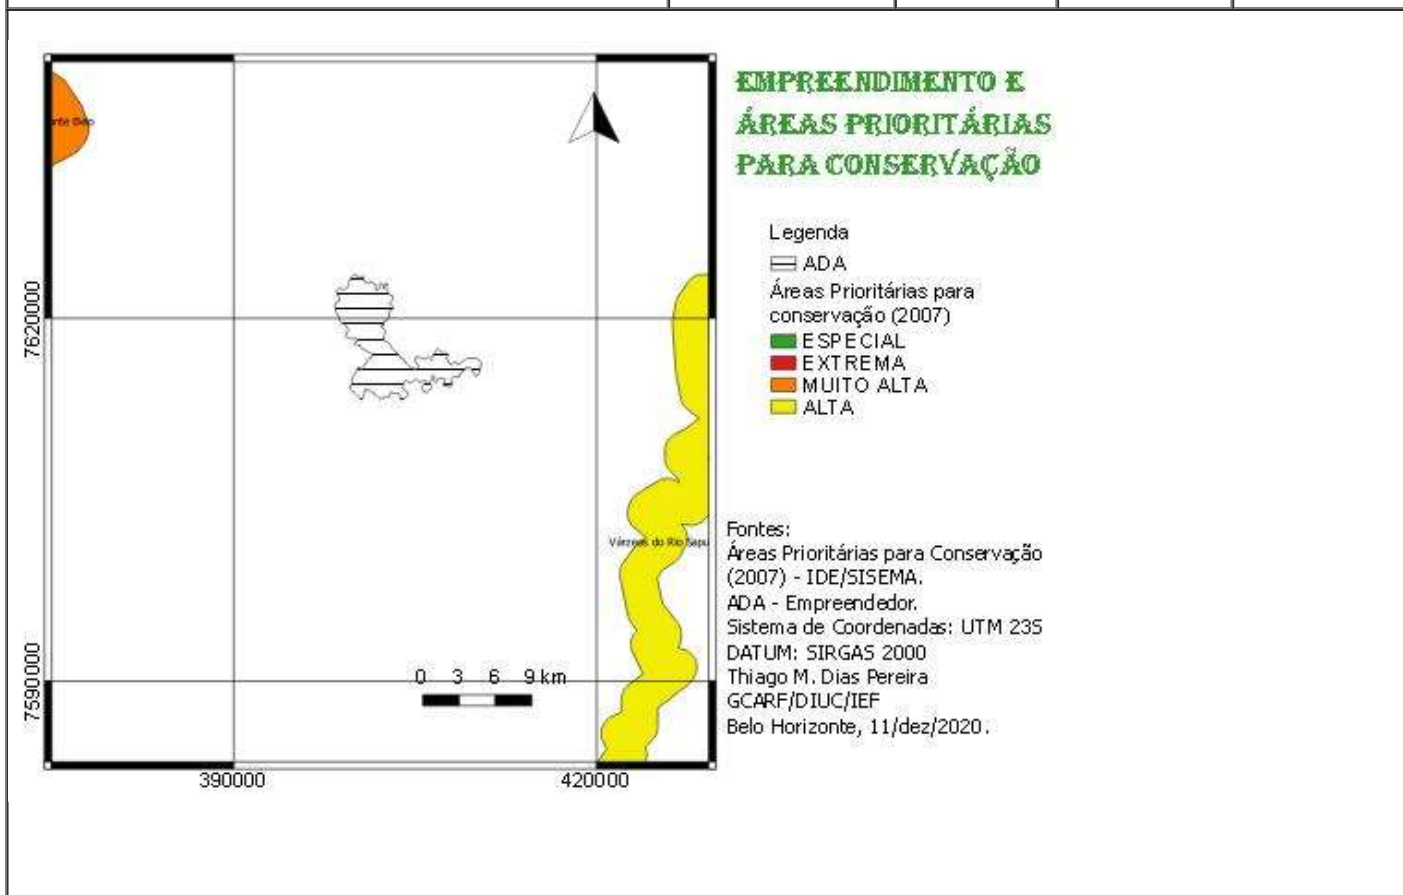 EMPREENDIMENTO E
ÁREAS PRIORITÁRIAS
PARA CONSERVAÇÃO
nte Belo
Legenda
ADA
Áreas Prioritárias para
conservação (2007)
ESPECIAL
EXTREMA
MUITO ALTA
ALTA
7620000
Várzeas do Rio Sapu
Fontes:
Áreas Prioritárias para Conservação
(2007) - IDE/SISEMA.
ADA - Empreendedor.
Sistema de Coordenadas: UTM 23S
DATUM: SIRGAS 2000
Thiago M. Dias Pereira
GCARF/DIUC/IEF
Belo Horizonte, 11/dez/2020.
0 3 6 9 km
7590000
390000
420000